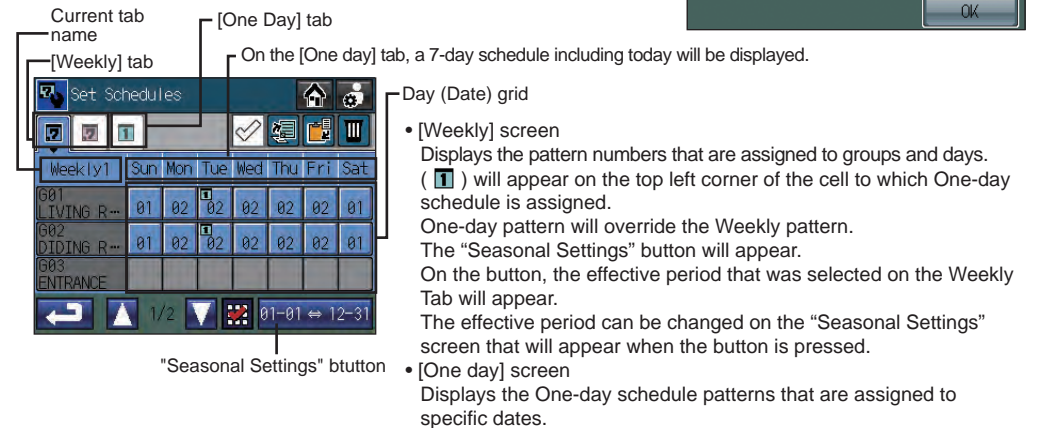 OK
Current tab
name
[One Day] tab
[Weekly] tab
On the [One day] tab, a 7-day schedule including today will be displayed.
Set Schedules
7 7 1
Weekly1 Sun Mon Tue Wed Thu Fri Sat
G01
LIVING R… 01 02 1 02 02 02 02 01
G02
DIDING R… 01 02 1 02 02 02 02 01
G03
ENTRANCE
1/2 01-01 ⇔ 12-31
"Seasonal Settings" btutton
Day (Date) grid
• [Weekly] screen
Displays the pattern numbers that are assigned to groups and days.
( 1 ) will appear on the top left corner of the cell to which One-day
schedule is assigned.
One-day pattern will override the Weekly pattern.
The “Seasonal Settings” button will appear.
On the button, the effective period that was selected on the Weekly
Tab will appear.
The effective period can be changed on the “Seasonal Settings”
screen that will appear when the button is pressed.
• [One day] screen
Displays the One-day schedule patterns that are assigned to
specific dates.